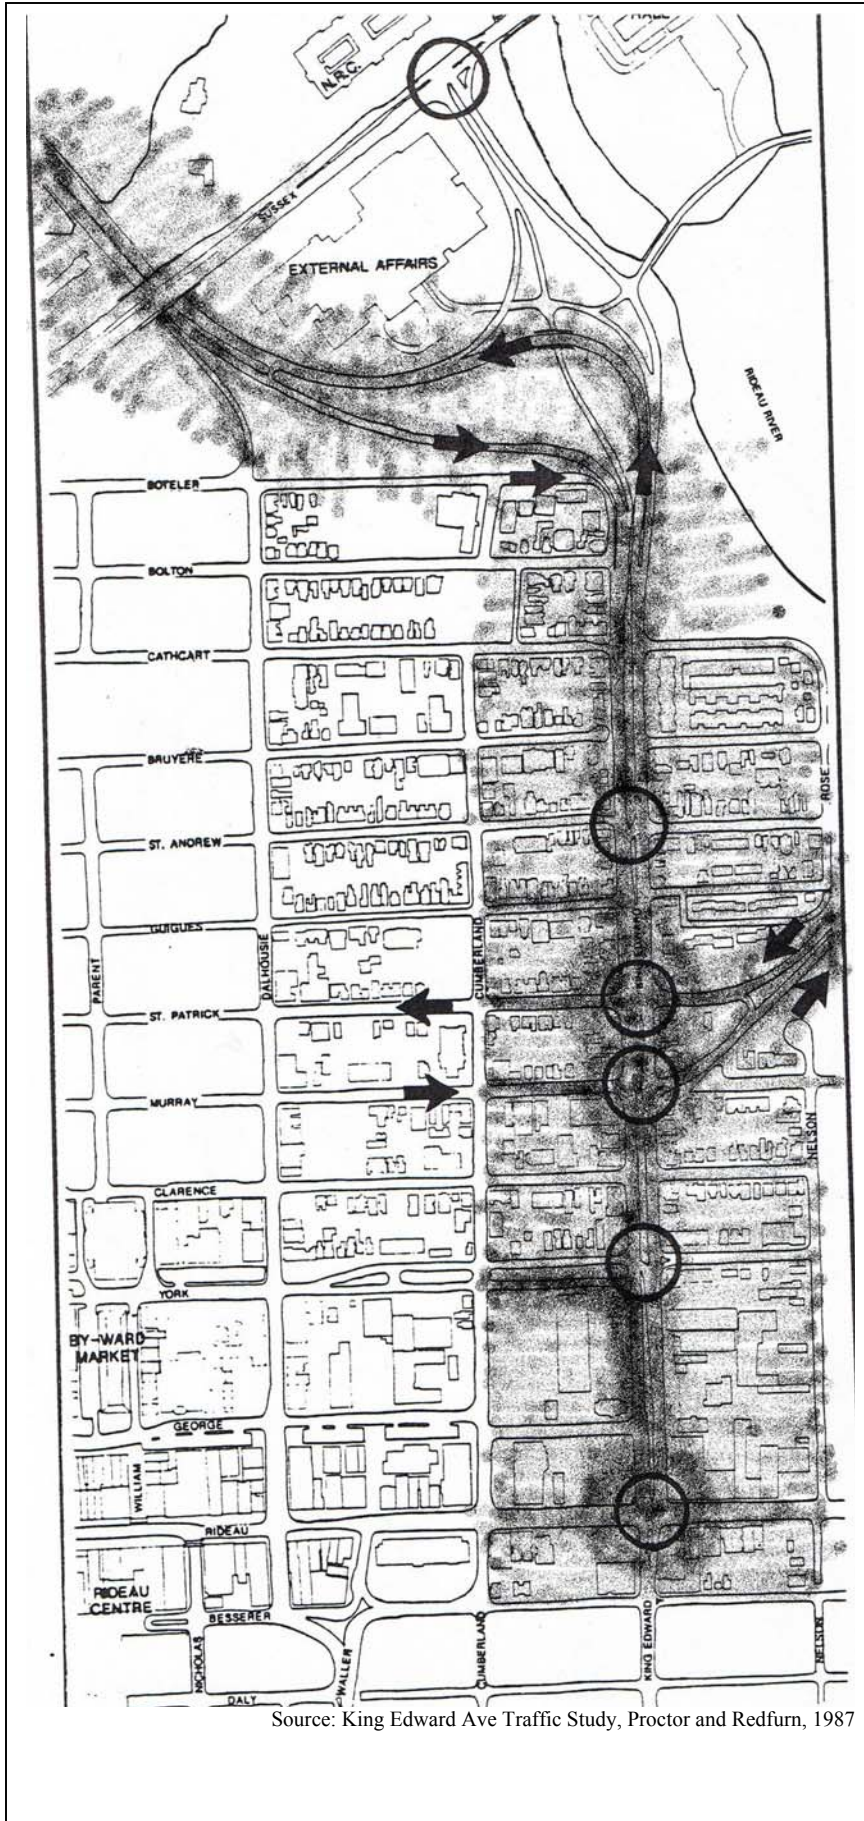 HALL
N.R.C.
SUSSEX
EXTERNAL AFFAIRS
RIDEAU RIVER
BOTELER
BOLTON
CATHCART
BRUYERE
ROSE
ST. ANDREW
GUIGUES
KING EDWARD
PARENT
DALHOUSIE
CUMBERLAND
ST. PATRICK
MURRAY
NELSON
CLARENCE
YORK
BY-WARD
MARKET
GEORGE
WILLIAM
RIDEAU
RIDEAU
CENTRE
BESSERER
NICHOLAS
WALLER
CUMBERLAND
KING EDWARD
NELSON
DALY
Source: King Edward Ave Traffic Study, Proctor and Redfurn, 1987